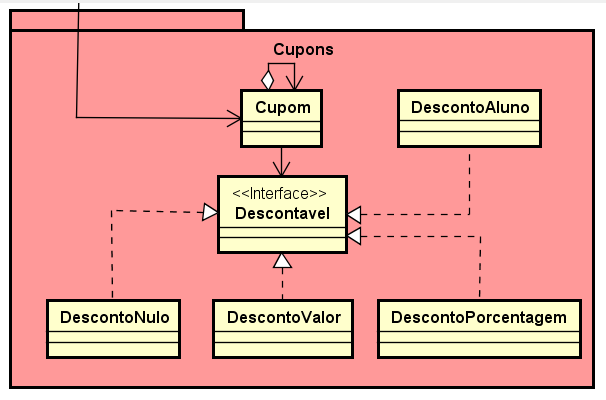 Cupons
Cupom
DescontoAluno
<<Interface>>
Descontavel
DescontoNulo
DescontoValor
DescontoPorcentagem